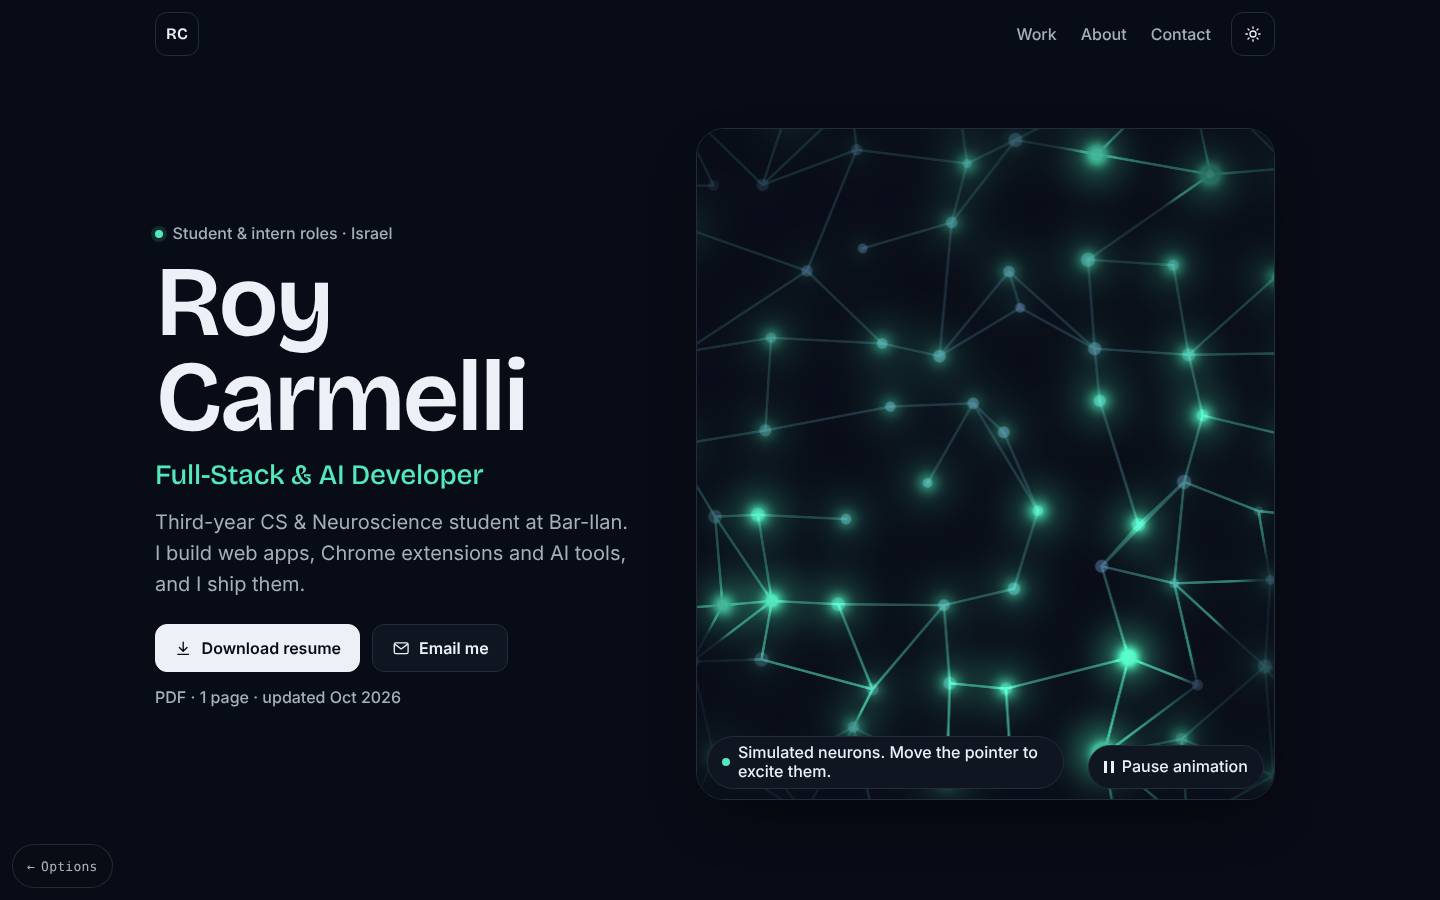 RC
Work
About
Contact
Student & intern roles · Israel
Roy
Carmelli
Full-Stack & AI Developer
Third-year CS & Neuroscience student at Bar-Ilan.
I build web apps, Chrome extensions and AI tools,
and I ship them.
Download resume
Email me
PDF · 1 page · updated Oct 2026
Simulated neurons. Move the pointer to
excite them.
Pause animation
← Options